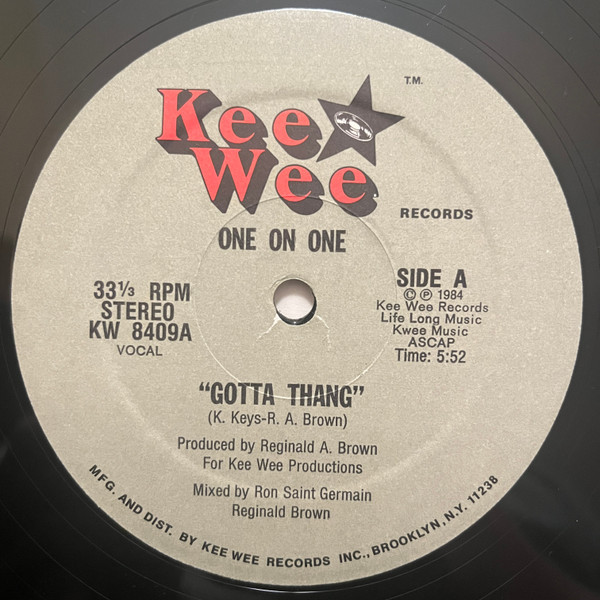 T.M.
Kee
Wee
RECORDS
ONE ON ONE
33⅓ RPM
STEREO
KW 8409A
VOCAL
SIDE A
© ℗ 1984
Kee Wee Records
Life Long Music
Kwee Music
ASCAP
Time: 5:52
“GOTTA THANG”
(K. Keys-R. A. Brown)
Produced by Reginald A. Brown
For Kee Wee Productions
Mixed by Ron Saint Germain
Reginald Brown
MFG. AND DIST. BY KEE WEE RECORDS INC., BROOKLYN, N.Y. 11238